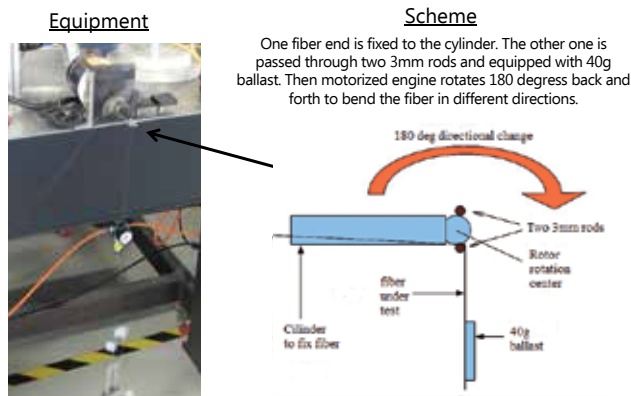 Equipment
Scheme
One fiber end is fixed to the cylinder. The other one is
passed through two 3mm rods and equipped with 40g
ballast. Then motorized engine rotates 180 degress back and
forth to bend the fiber in different directions.
180 deg directional change
Two 3mm rods
Rotor
rotation
center
fiber
under
test
Cilinder
to fix fiber
40g
ballast